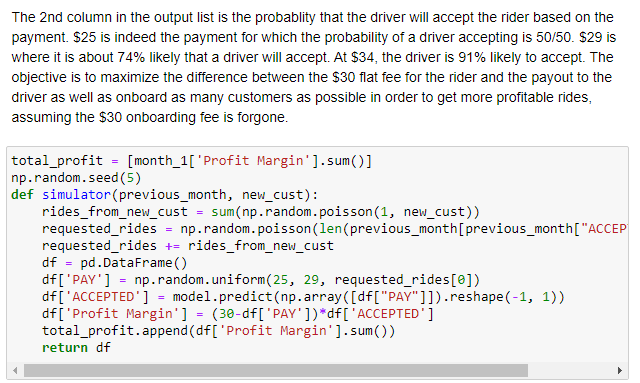 The 2nd column in the output list is the probablity that the driver will accept the rider based on the
payment. $25 is indeed the payment for which the probability of a driver accepting is 50/50. $29 is
where it is about 74% likely that a driver will accept. At $34, the driver is 91% likely to accept. The
objective is to maximize the difference between the $30 flat fee for the rider and the payout to the
driver as well as onboard as many customers as possible in order to get more profitable rides,
assuming the $30 onboarding fee is forgone.
total_profit = [month_1['Profit Margin'].sum()]
np.random.seed(5)
def simulator(previous_month, new_cust):
    rides_from_new_cust = sum(np.random.poisson(1, new_cust))
    requested_rides = np.random.poisson(len(previous_month[previous_month["ACCEP
    requested_rides += rides_from_new_cust
    df = pd.DataFrame()
    df['PAY'] = np.random.uniform(25, 29, requested_rides[0])
    df['ACCEPTED'] = model.predict(np.array([df["PAY"]]).reshape(-1, 1))
    df['Profit Margin'] = (30-df['PAY'])*df['ACCEPTED']
    total_profit.append(df['Profit Margin'].sum())
    return df